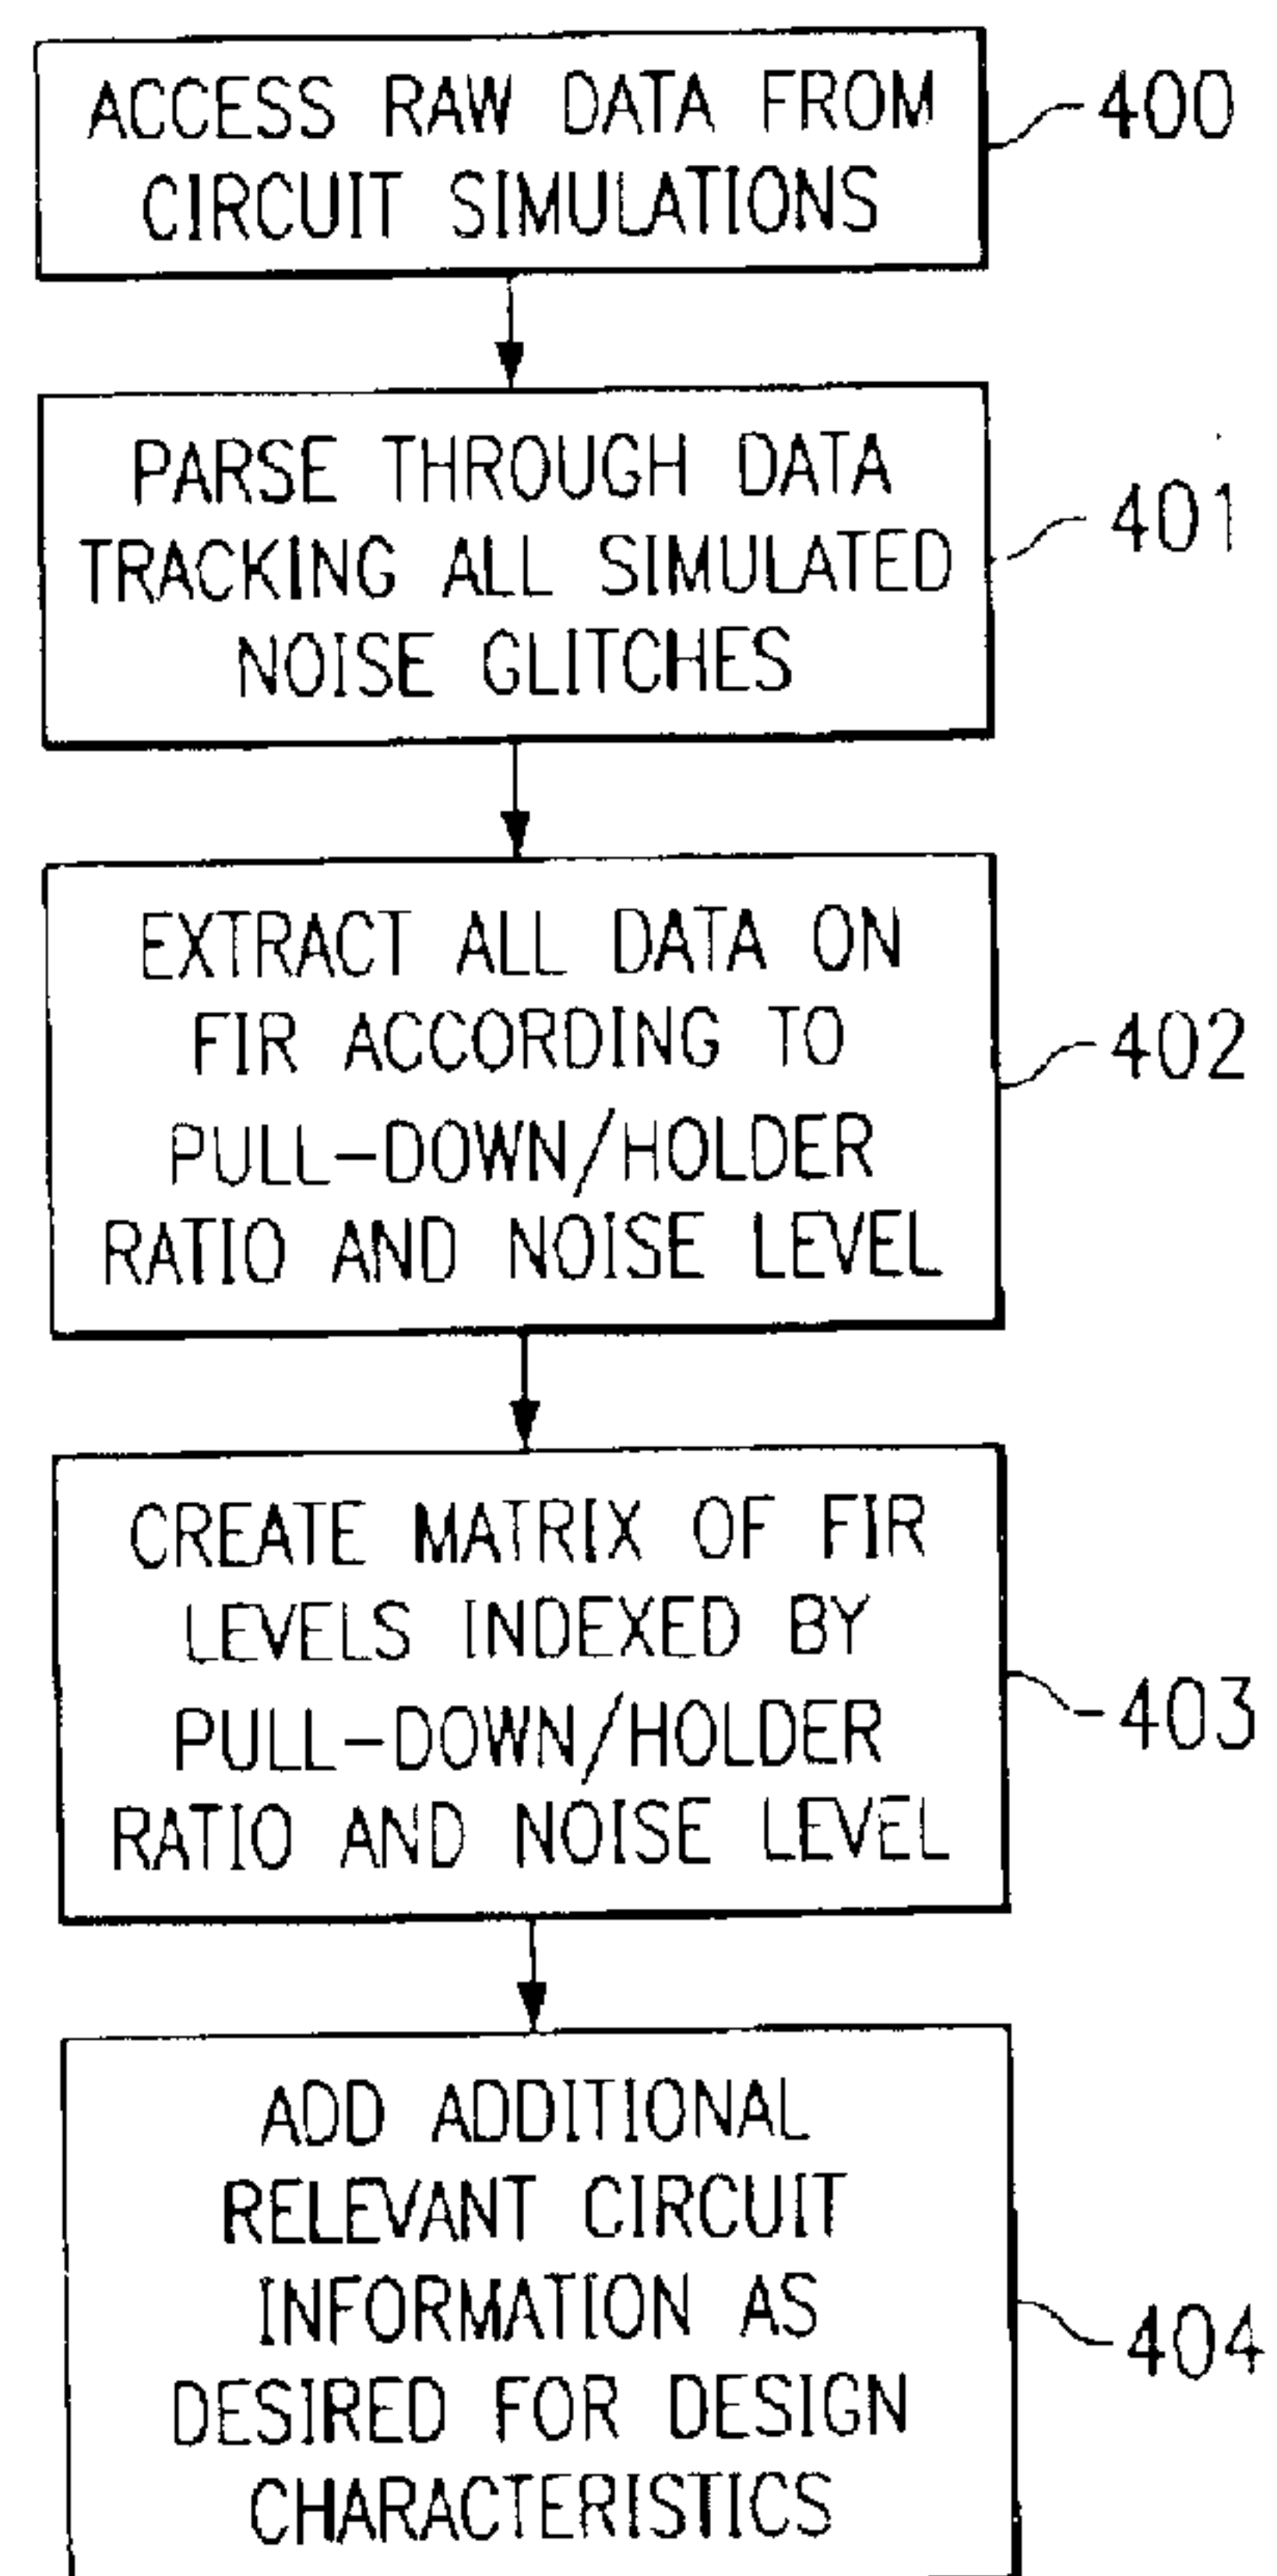 ACCESS RAW DATA FROM
CIRCUIT SIMULATIONS
400
PARSE THROUGH DATA
TRACKING ALL SIMULATED
NOISE GLITCHES
401
EXTRACT ALL DATA ON
FIR ACCORDING TO
PULL-DOWN/HOLDER
RATIO AND NOISE LEVEL
402
CREATE MATRIX OF FIR
LEVELS INDEXED BY
PULL-DOWN/HOLDER
RATIO AND NOISE LEVEL
403
ADD ADDITIONAL
RELEVANT CIRCUIT
INFORMATION AS
DESIRED FOR DESIGN
CHARACTERISTICS
404